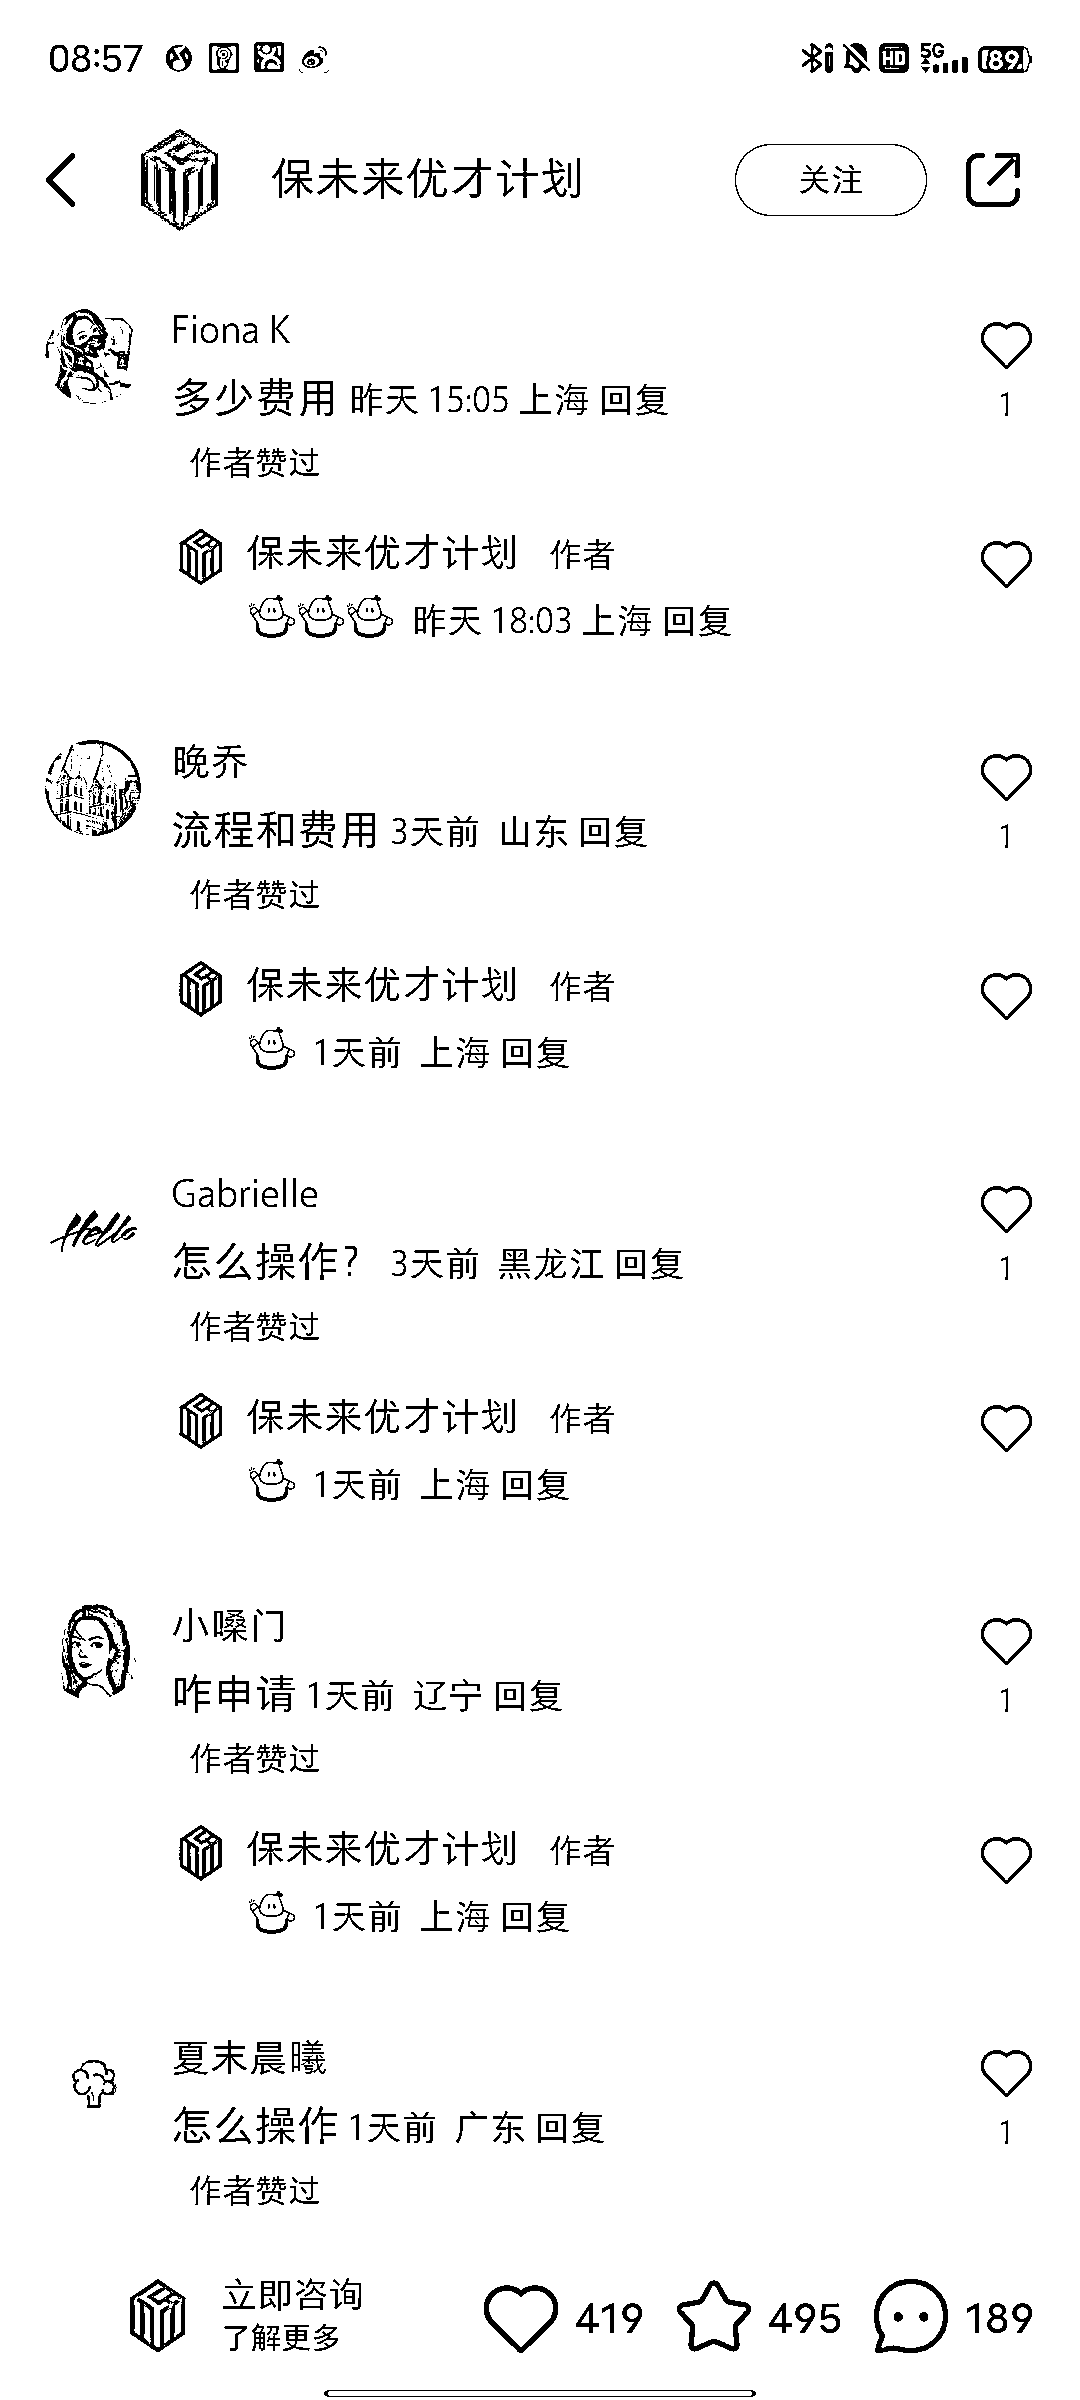 08:57 HD 5G 89
保未来优才计划 关注
Fiona K
多少费用 昨天 15:05 上海 回复
1
作者赞过
保未来优才计划 作者
昨天 18:03 上海 回复
晚乔
流程和费用 3天前 山东 回复
1
作者赞过
保未来优才计划 作者
1天前 上海 回复
Gabrielle
Hello
怎么操作？ 3天前 黑龙江 回复
1
作者赞过
保未来优才计划 作者
1天前 上海 回复
小嗓门
咋申请 1天前 辽宁 回复
1
作者赞过
保未来优才计划 作者
1天前 上海 回复
夏末晨曦
怎么操作 1天前 广东 回复
1
作者赞过
立即咨询
了解更多
419 495 189